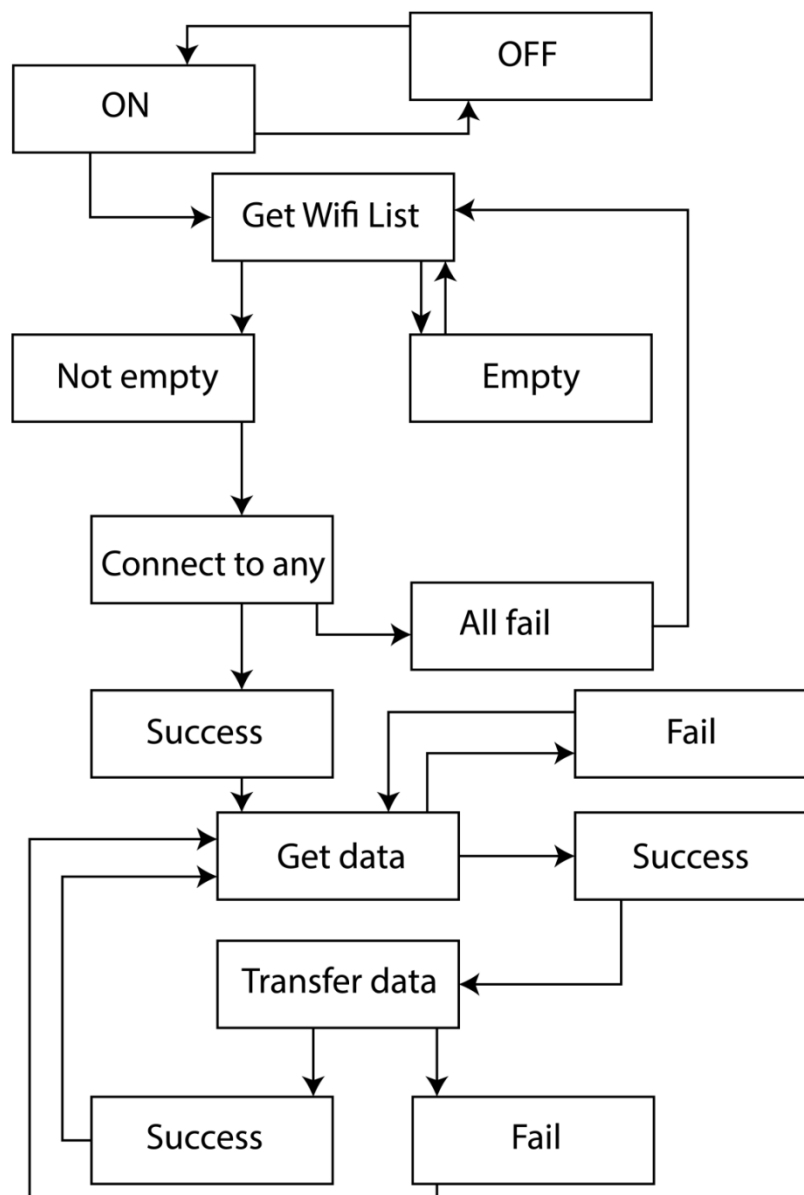 OFF
ON
Get Wifi List
Not empty
Empty
Connect to any
All fail
Success
Fail
Get data
Success
Transfer data
Success
Fail